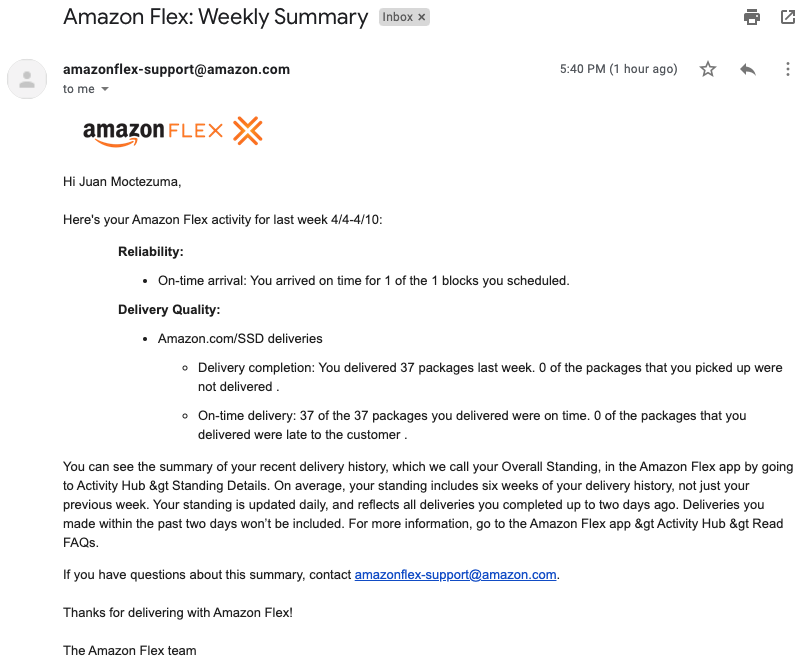 Amazon Flex: Weekly Summary Inbox ×
amazonflex-support@amazon.com 5:40 PM (1 hour ago)
to me
amazon FLEX
Hi Juan Moctezuma,
Here's your Amazon Flex activity for last week 4/4-4/10:
Reliability:
• On-time arrival: You arrived on time for 1 of the 1 blocks you scheduled.
Delivery Quality:
• Amazon.com/SSD deliveries
◦ Delivery completion: You delivered 37 packages last week. 0 of the packages that you picked up were
not delivered .
◦ On-time delivery: 37 of the 37 packages you delivered were on time. 0 of the packages that you
delivered were late to the customer .
You can see the summary of your recent delivery history, which we call your Overall Standing, in the Amazon Flex app by going
to Activity Hub &gt Standing Details. On average, your standing includes six weeks of your delivery history, not just your
previous week. Your standing is updated daily, and reflects all deliveries you completed up to two days ago. Deliveries you
made within the past two days won’t be included. For more information, go to the Amazon Flex app &gt Activity Hub &gt Read
FAQs.
If you have questions about this summary, contact amazonflex-support@amazon.com.
Thanks for delivering with Amazon Flex!
The Amazon Flex team